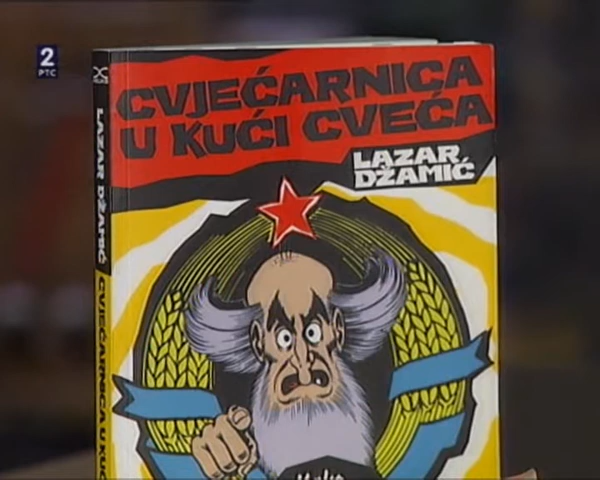 2
РТС
CVJEĆARNICA
U KUĆI CVEĆA
LAZAR
DŽAMIĆ
LAZAR DŽAMIĆ CVJEĆARNICA U KUĆ